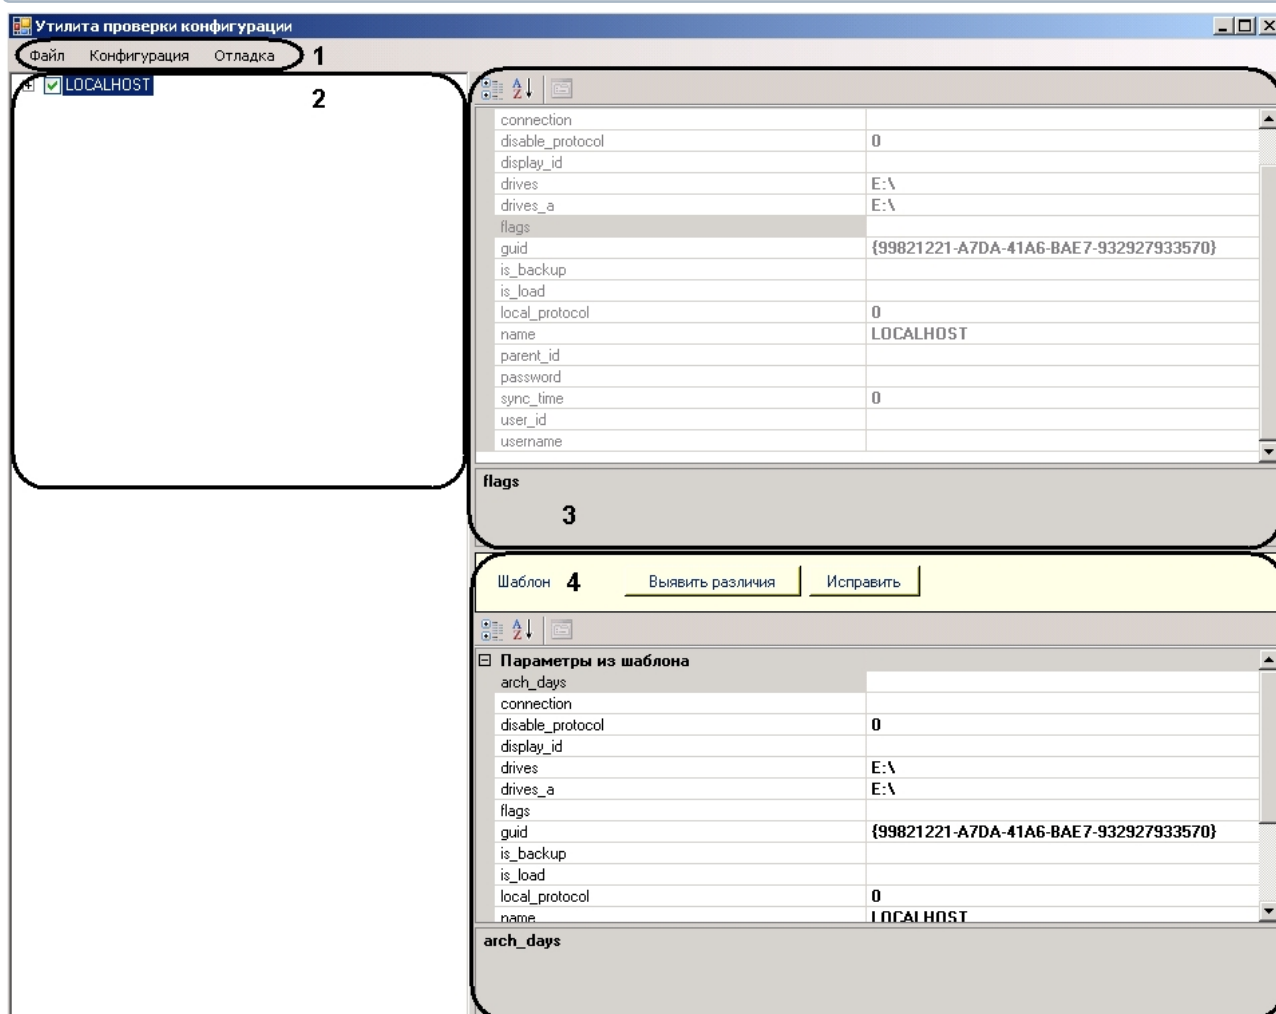 Утилита проверки конфигурации
Файл Конфигурация Отладка 1
LOCALHOST
2
connection
disable_protocol 0
display_id
drives E:\
drives_a E:\
flags
guid {99821221-A7DA-41A6-BAE7-932927933570}
is_backup
is_load
local_protocol 0
name LOCALHOST
parent_id
password
sync_time 0
user_id
username
flags
3
Шаблон 4 Выявить различия Исправить
Параметры из шаблона
arch_days
connection
disable_protocol 0
display_id
drives E:\
drives_a E:\
flags
guid {99821221-A7DA-41A6-BAE7-932927933570}
is_backup
is_load
local_protocol 0
name LOCALHOST
arch_days